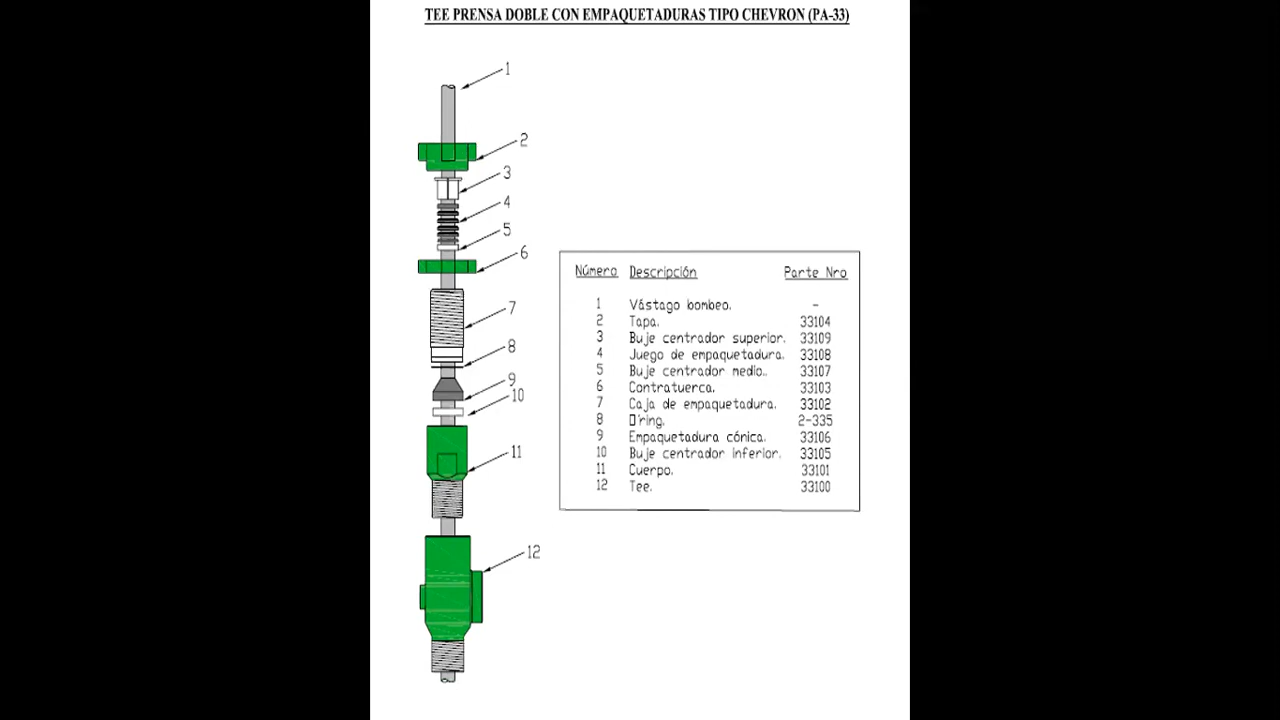 TEE PRENSA DOBLE CON EMPAQUETADURAS TIPO CHEVRON (PA-33)
1
2
3
4
5
6
7
8
9
10
11
12
Número Descripción Parte Nro
1 Vástago bombeo. -
2 Tapa. 33104
3 Buje centrador superior. 33109
4 Juego de empaquetadura. 33108
5 Buje centrador medio.. 33107
6 Contratuerca. 33103
7 Caja de empaquetadura. 33102
8 O'ring. 2-335
9 Empaquetadura cónica. 33106
10 Buje centrador inferior. 33105
11 Cuerpo. 33101
12 Tee. 33100